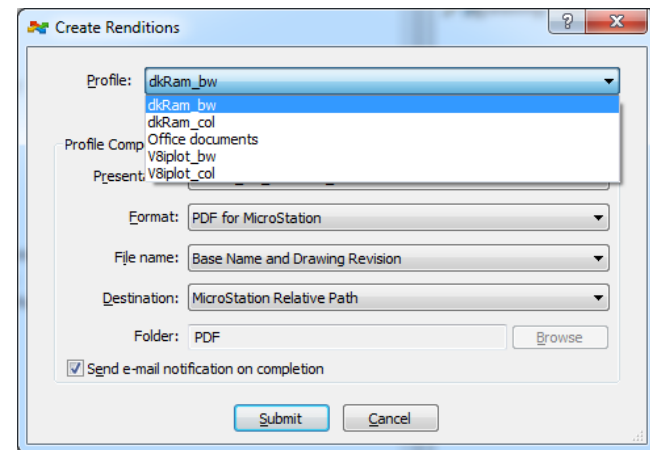 Create Renditions
Profile: dkRam_bw
dkRam_bw
dkRam_col
Office documents
V8iplot_bw
V8iplot_col
Profile Comp
Presenta
Format: PDF for MicroStation
File name: Base Name and Drawing Revision
Destination: MicroStation Relative Path
Folder: PDF Browse
Send e-mail notification on completion
Submit Cancel